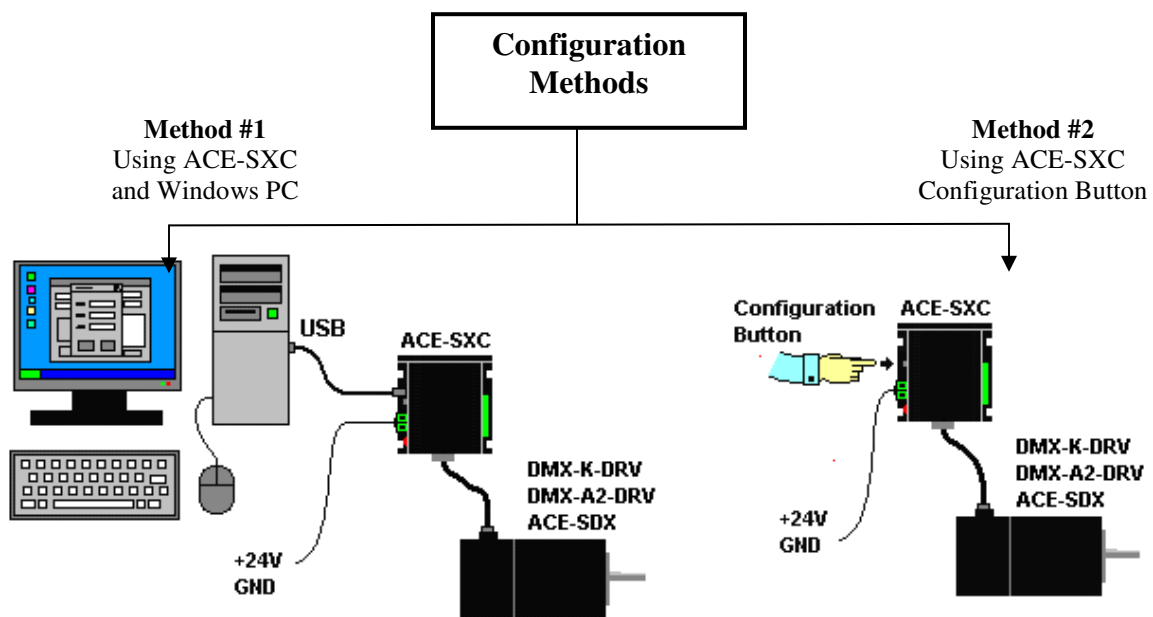 Configuration
Methods
Method #1
Using ACE-SXC
and Windows PC
Method #2
Using ACE-SXC
Configuration Button
USB
ACE-SXC
DMX-K-DRV
DMX-A2-DRV
ACE-SDX
+24V
GND
Configuration
Button
ACE-SXC
DMX-K-DRV
DMX-A2-DRV
ACE-SDX
+24V
GND